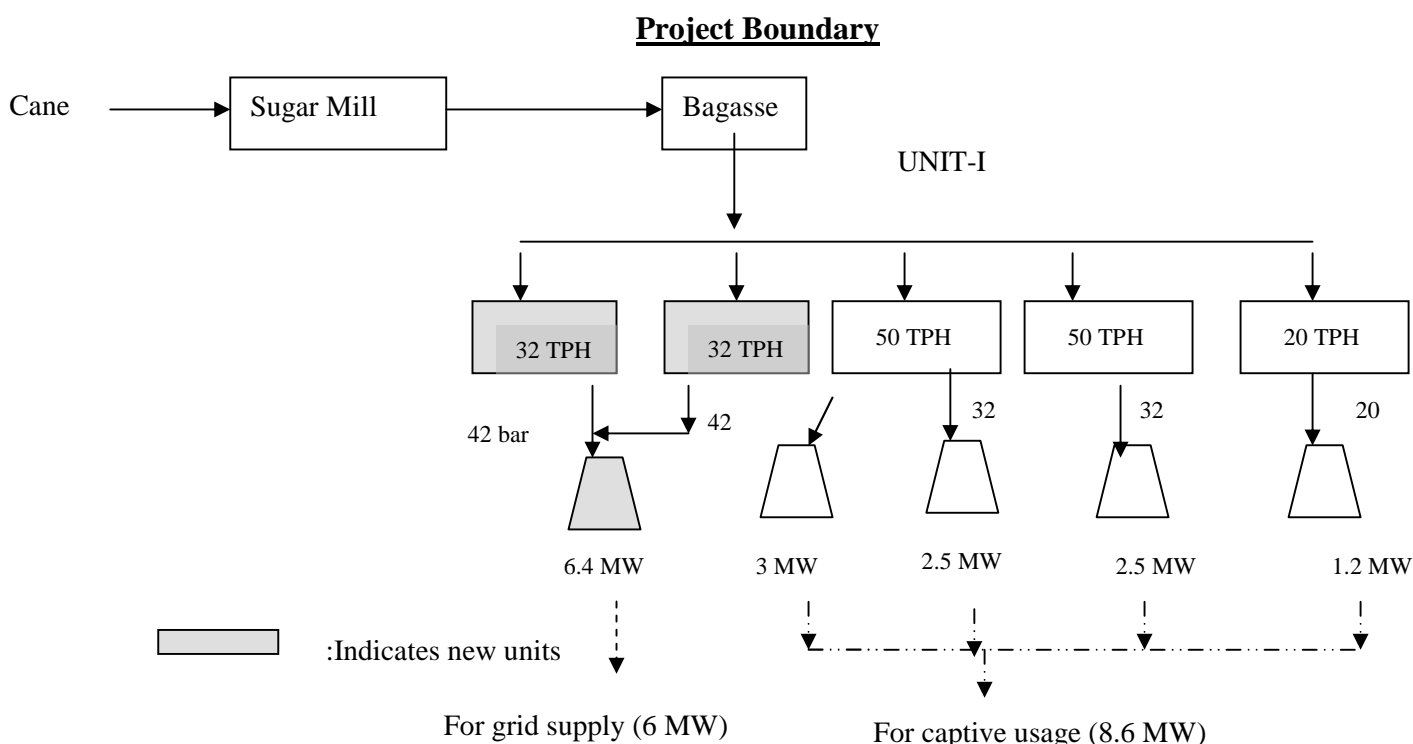 Project Boundary
Cane
Sugar Mill
Bagasse
UNIT-I
32 TPH
32 TPH
50 TPH
50 TPH
20 TPH
42 bar
42
32
32
20
6.4 MW
3 MW
2.5 MW
2.5 MW
1.2 MW
:Indicates new units
For grid supply (6 MW)
For captive usage (8.6 MW)